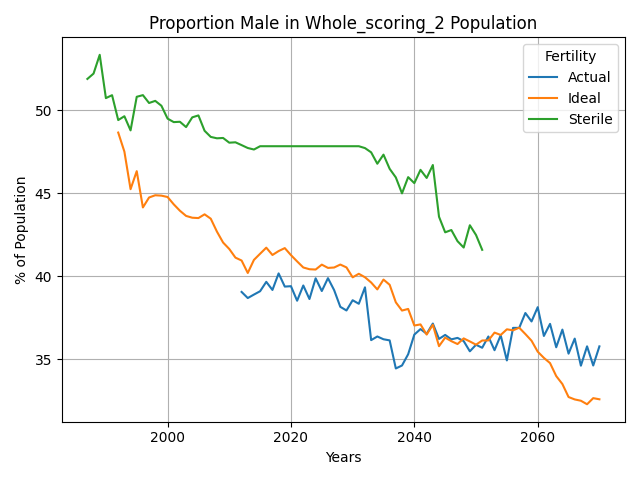 Proportion Male in Whole_scoring_2 Population
Fertility
Actual
Ideal
Sterile
% of Population
50
45
40
35
2000
2020
2040
2060
Years